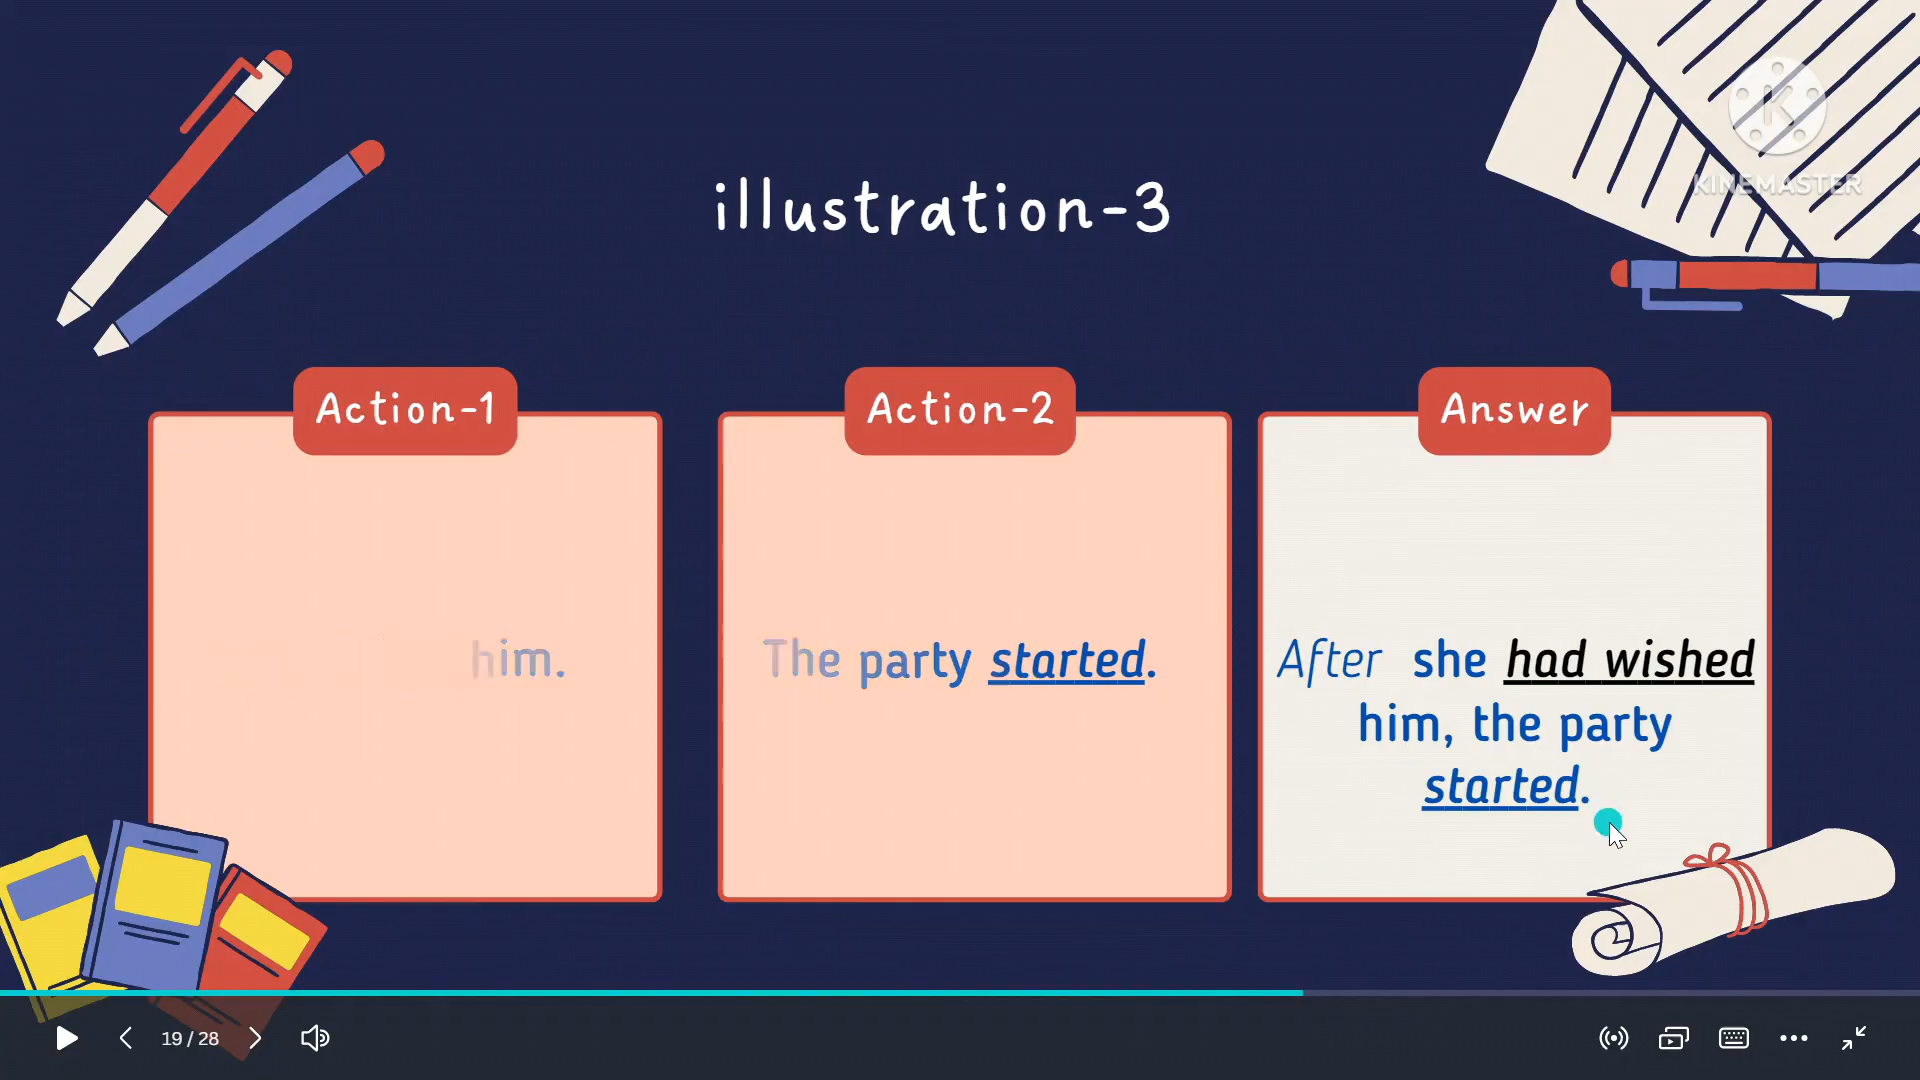 illustration-3
KINEMASTER
Action-1
Action-2
Answer
him.
The party started.
After she had wished
him, the party
started.
19 / 28